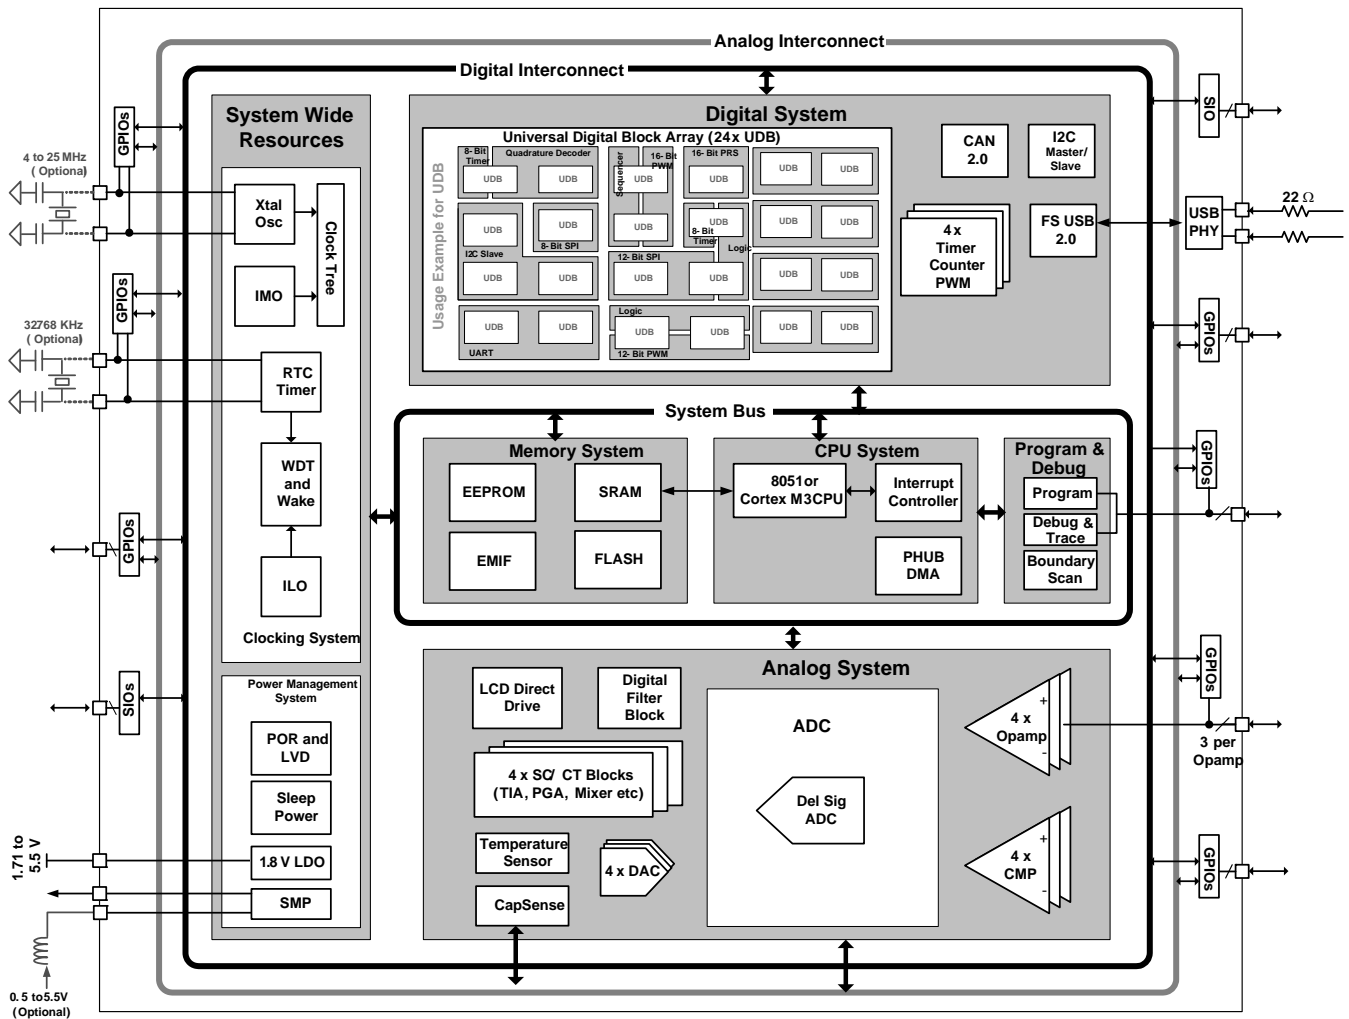 Analog Interconnect
Digital Interconnect
System Wide
Resources
GPIOs
4 to 25 MHz
( Optional)
Xtal
Osc
Clock Tree
IMO
GPIOs
32768 KHz
( Optional)
RTC
Timer
WDT
and
Wake
GPIOs
ILO
Clocking System
SIOs
Power Management
System
POR and
LVD
Sleep
Power
1.71 to
5.5 V
1.8 V LDO
SMP
0. 5 to5.5V
(Optional)
Digital System
Universal Digital Block Array (24x UDB)
Usage Example for UDB
8- Bit
Timer
Quadrature Decoder
Sequencer
16- Bit
PWM
16- Bit PRS
UDB
UDB
UDB
UDB
UDB
UDB
UDB
UDB
UDB
UDB
UDB
UDB
I2C Slave
8- Bit SPI
8- Bit
Timer
Logic
12- Bit SPI
UDB
UDB
UDB
UDB
UDB
UDB
Logic
UDB
UDB
UDB
UDB
UDB
UDB
UART
12- Bit PWM
CAN
2.0
I2C
Master/
Slave
4 x
Timer
Counter
PWM
FS USB
2.0
SIO
USB
PHY
22 Ω
GPIOs
System Bus
Memory System
EEPROM
SRAM
EMIF
FLASH
CPU System
8051or
Cortex M3CPU
Interrupt
Controller
PHUB
DMA
Program &
Debug
Program
Debug &
Trace
Boundary
Scan
GPIOs
Analog System
LCD Direct
Drive
Digital
Filter
Block
4 x SC/ CT Blocks
(TIA, PGA, Mixer etc)
Temperature
Sensor
4 x DAC
CapSense
ADC
Del Sig
ADC
+
4 x
Opamp
-
+
4 x
CMP
-
GPIOs
3 per
Opamp
GPIOs